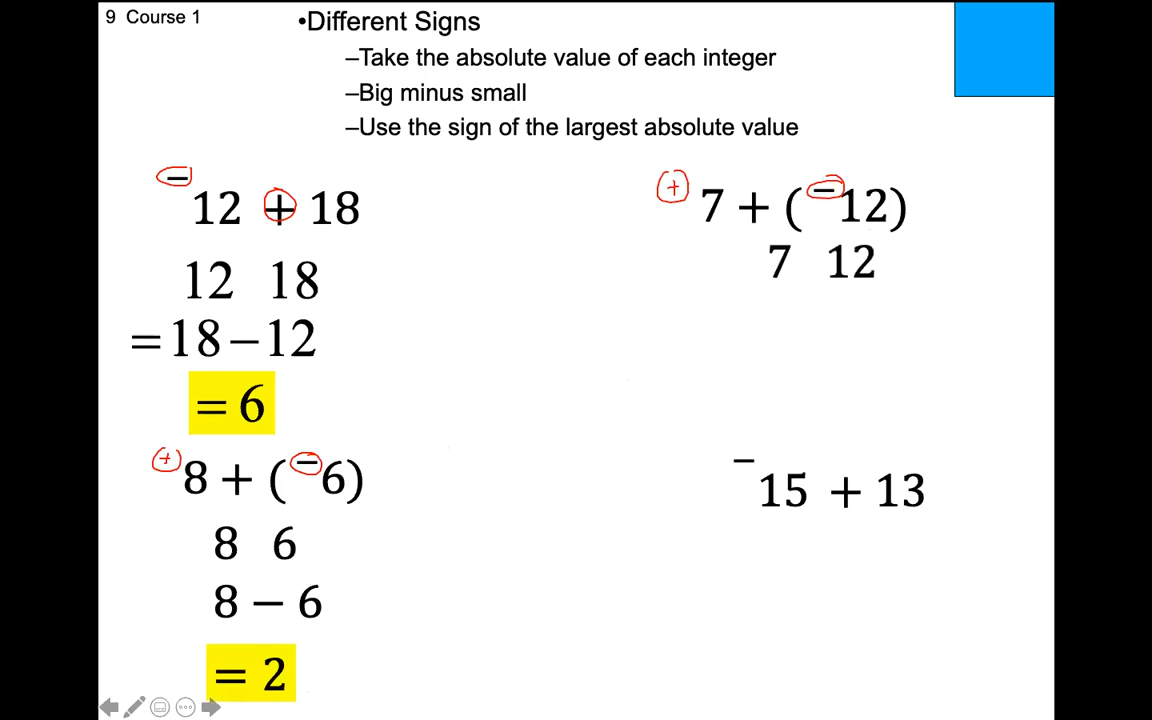 9 Course 1
•Different Signs
–Take the absolute value of each integer
–Big minus small
–Use the sign of the largest absolute value
−12 + 18
12 18
= 18 − 12
= 6
+ 8 + (−6)
8 6
8 − 6
= 2
+ 7 + (−12)
7 12
−15 + 13